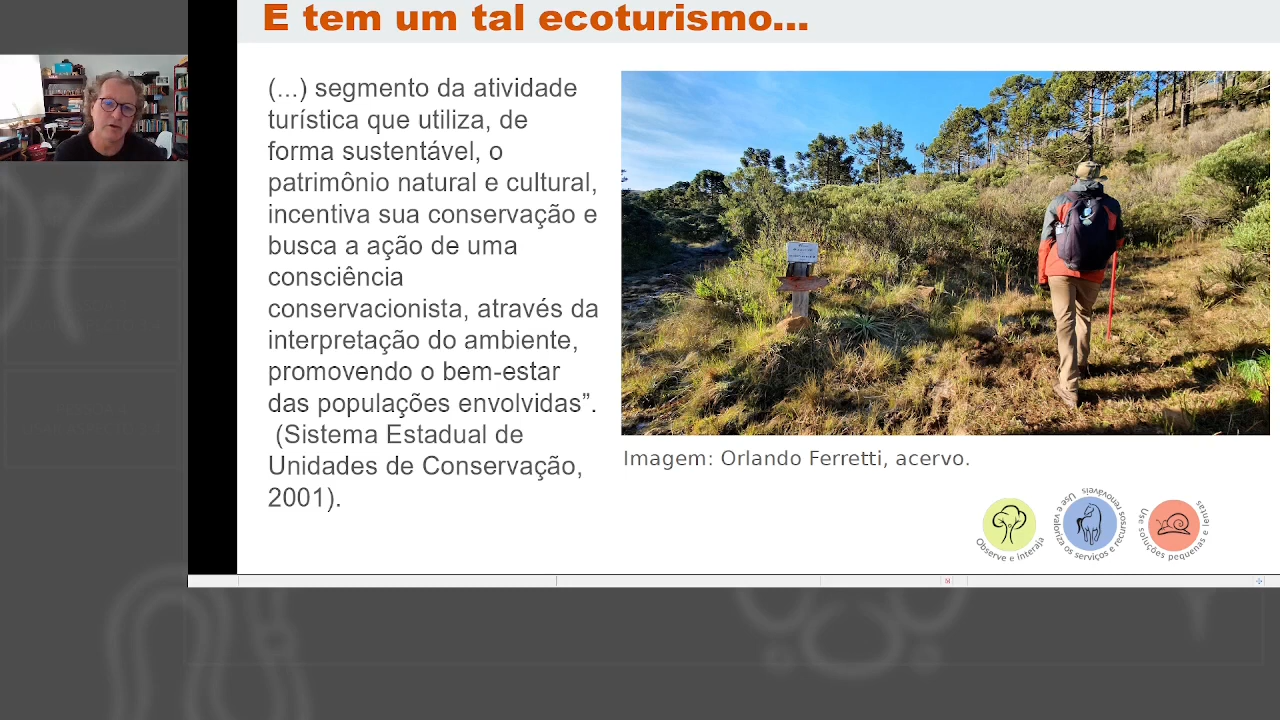 E tem um tal ecoturismo...
(...) segmento da atividade
turística que utiliza, de
forma sustentável, o
patrimônio natural e cultural,
incentiva sua conservação e
busca a ação de uma
consciência
conservacionista, através da
interpretação do ambiente,
promovendo o bem-estar
das populações envolvidas”.
(Sistema Estadual de
Unidades de Conservação,
2001).
Imagem: Orlando Ferretti, acervo.
Observe e interaja
Use e valoriza os serviços e recursos renováveis
Use soluções pequenas e lentas